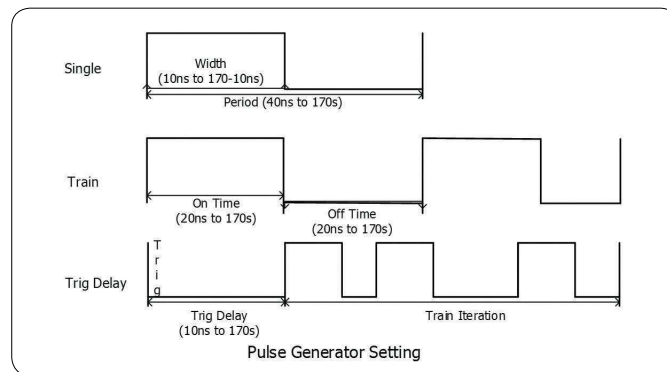 Single
Width
(10ns to 170-10ns)
Period (40ns to 170s)
Train
On Time
(20ns to 170s)
Off Time
(20ns to 170s)
Trig Delay
T
r
i
g
Trig Delay
(10ns to 170s)
Train Iteration
Pulse Generator Setting